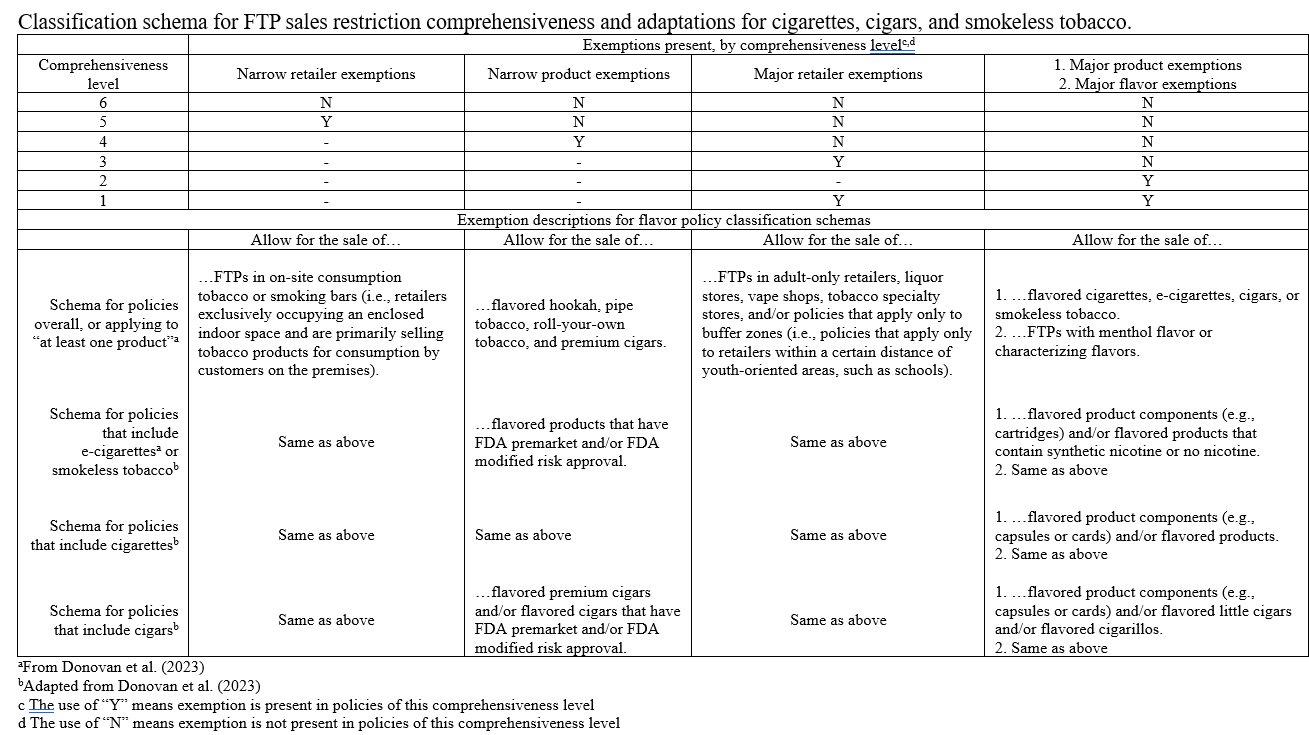 Classification schema for FTP sales restriction comprehensiveness and adaptations for cigarettes, cigars, and smokeless tobacco.
Exemptions present, by comprehensiveness levelc,d
Comprehensiveness
level
Narrow retailer exemptions
Narrow product exemptions
Major retailer exemptions
1. Major product exemptions
2. Major flavor exemptions
6 N N N N
5 Y N N N
4 - Y N N
3 - - Y N
2 - - - Y
1 - - Y Y
Exemption descriptions for flavor policy classification schemas
Allow for the sale of… Allow for the sale of… Allow for the sale of… Allow for the sale of…
Schema for policies
overall, or applying to
“at least one product”a
…FTPs in on-site consumption
tobacco or smoking bars (i.e., retailers
exclusively occupying an enclosed
indoor space and are primarily selling
tobacco products for consumption by
customers on the premises).
…flavored hookah, pipe
tobacco, roll-your-own
tobacco, and premium cigars.
…FTPs in adult-only retailers, liquor
stores, vape shops, tobacco specialty
stores, and/or policies that apply only to
buffer zones (i.e., policies that apply only
to retailers within a certain distance of
youth-oriented areas, such as schools).
1. …flavored cigarettes, e-cigarettes, cigars, or
smokeless tobacco.
2. …FTPs with menthol flavor or
characterizing flavors.
Schema for policies
that include
e-cigarettesa or
smokeless tobaccob
Same as above
…flavored products that have
FDA premarket and/or FDA
modified risk approval.
Same as above
1. …flavored product components (e.g.,
cartridges) and/or flavored products that
contain synthetic nicotine or no nicotine.
2. Same as above
Schema for policies
that include cigarettesb
Same as above
Same as above
Same as above
1. …flavored product components (e.g.,
capsules or cards) and/or flavored products.
2. Same as above
Schema for policies
that include cigarsb
Same as above
…flavored premium cigars
and/or flavored cigars that have
FDA premarket and/or FDA
modified risk approval.
Same as above
1. …flavored product components (e.g.,
capsules or cards) and/or flavored little cigars
and/or flavored cigarillos.
2. Same as above
aFrom Donovan et al. (2023)
bAdapted from Donovan et al. (2023)
c The use of “Y” means exemption is present in policies of this comprehensiveness level
d The use of “N” means exemption is not present in policies of this comprehensiveness level